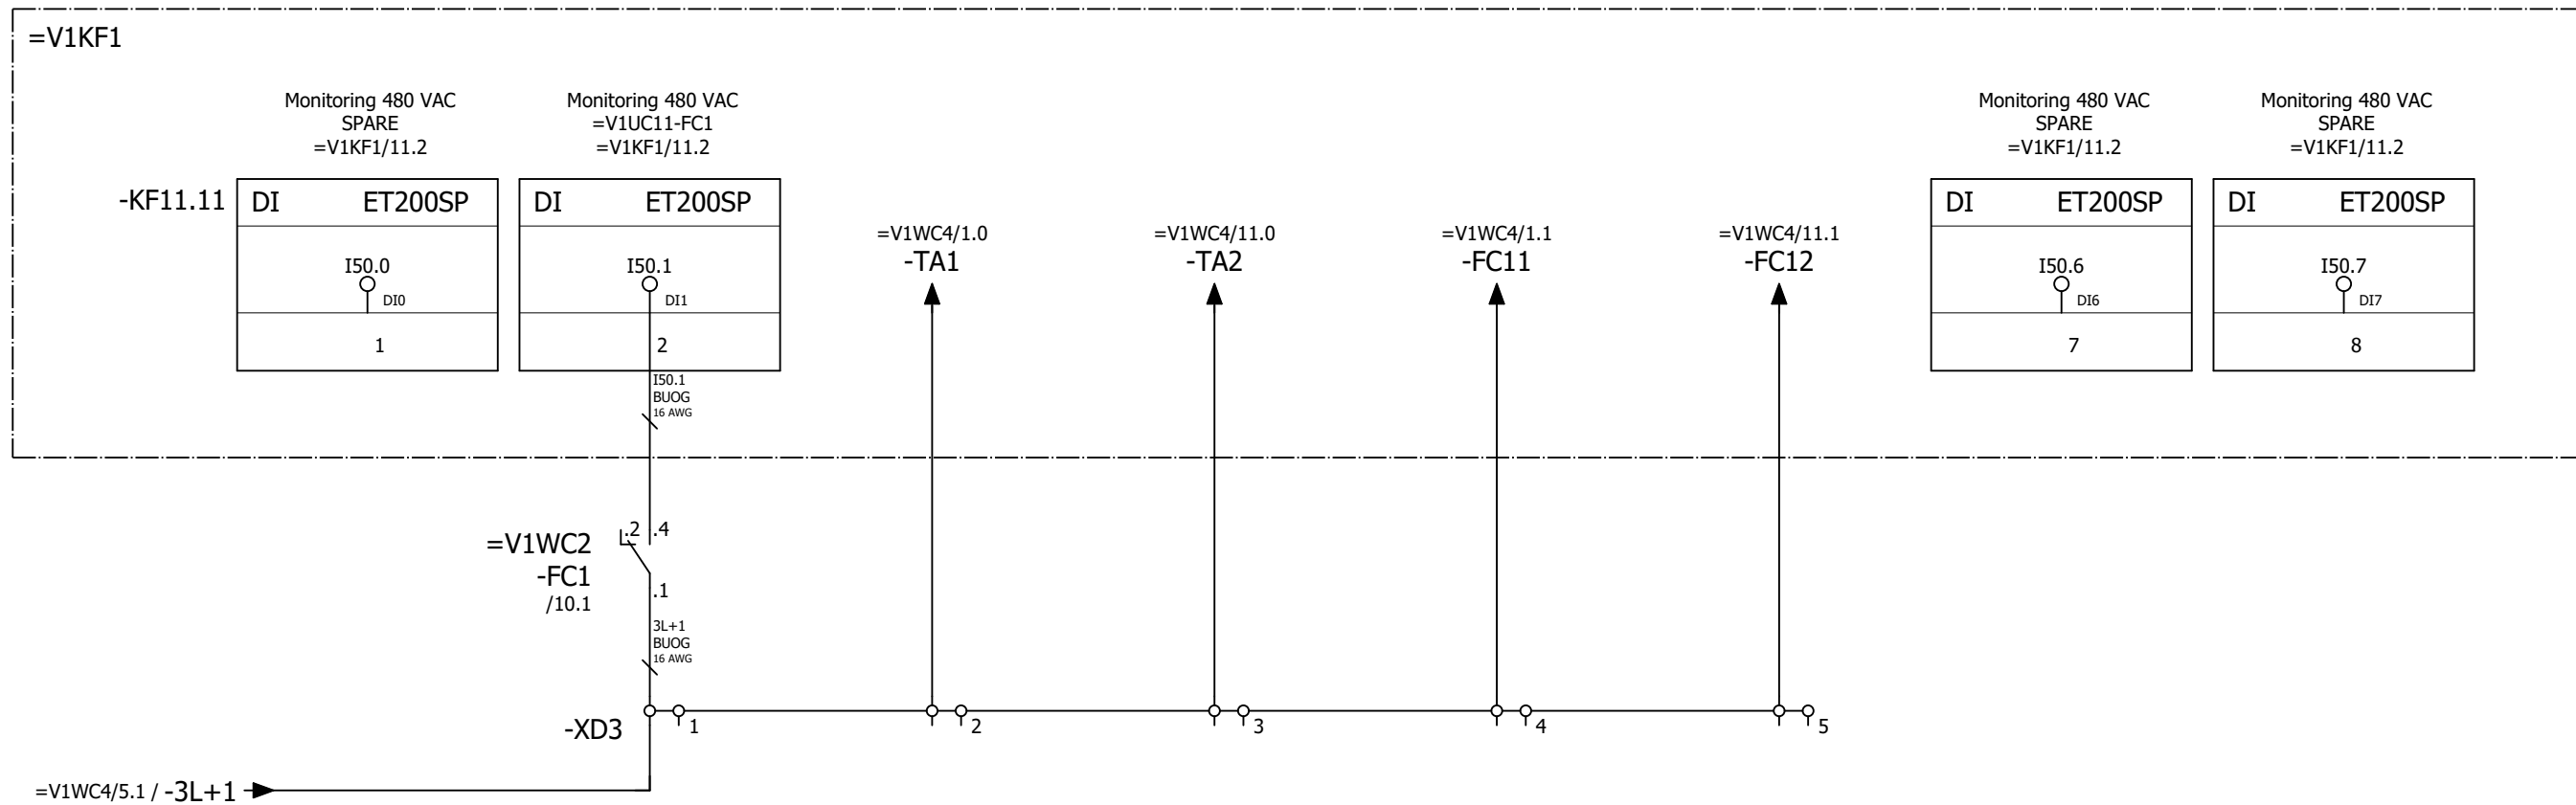 =V1KF1
Monitoring 480 VAC
SPARE
=V1KF1/11.2
Monitoring 480 VAC
=V1UC11-FC1
=V1KF1/11.2
Monitoring 480 VAC
SPARE
=V1KF1/11.2
Monitoring 480 VAC
SPARE
=V1KF1/11.2
-KF11.11
DI ET200SP
I50.0
DI0
1
DI ET200SP
I50.1
DI1
2
=V1WC4/1.0
-TA1
=V1WC4/11.0
-TA2
=V1WC4/1.1
-FC11
=V1WC4/11.1
-FC12
DI ET200SP
I50.6
DI6
7
DI ET200SP
I50.7
DI7
8
I50.1
BUOG
16 AWG
=V1WC2
-FC1
/10.1
.2 .4
.1
3L+1
BUOG
16 AWG
-XD3
1
2
3
4
5
=V1WC4/5.1 / -3L+1